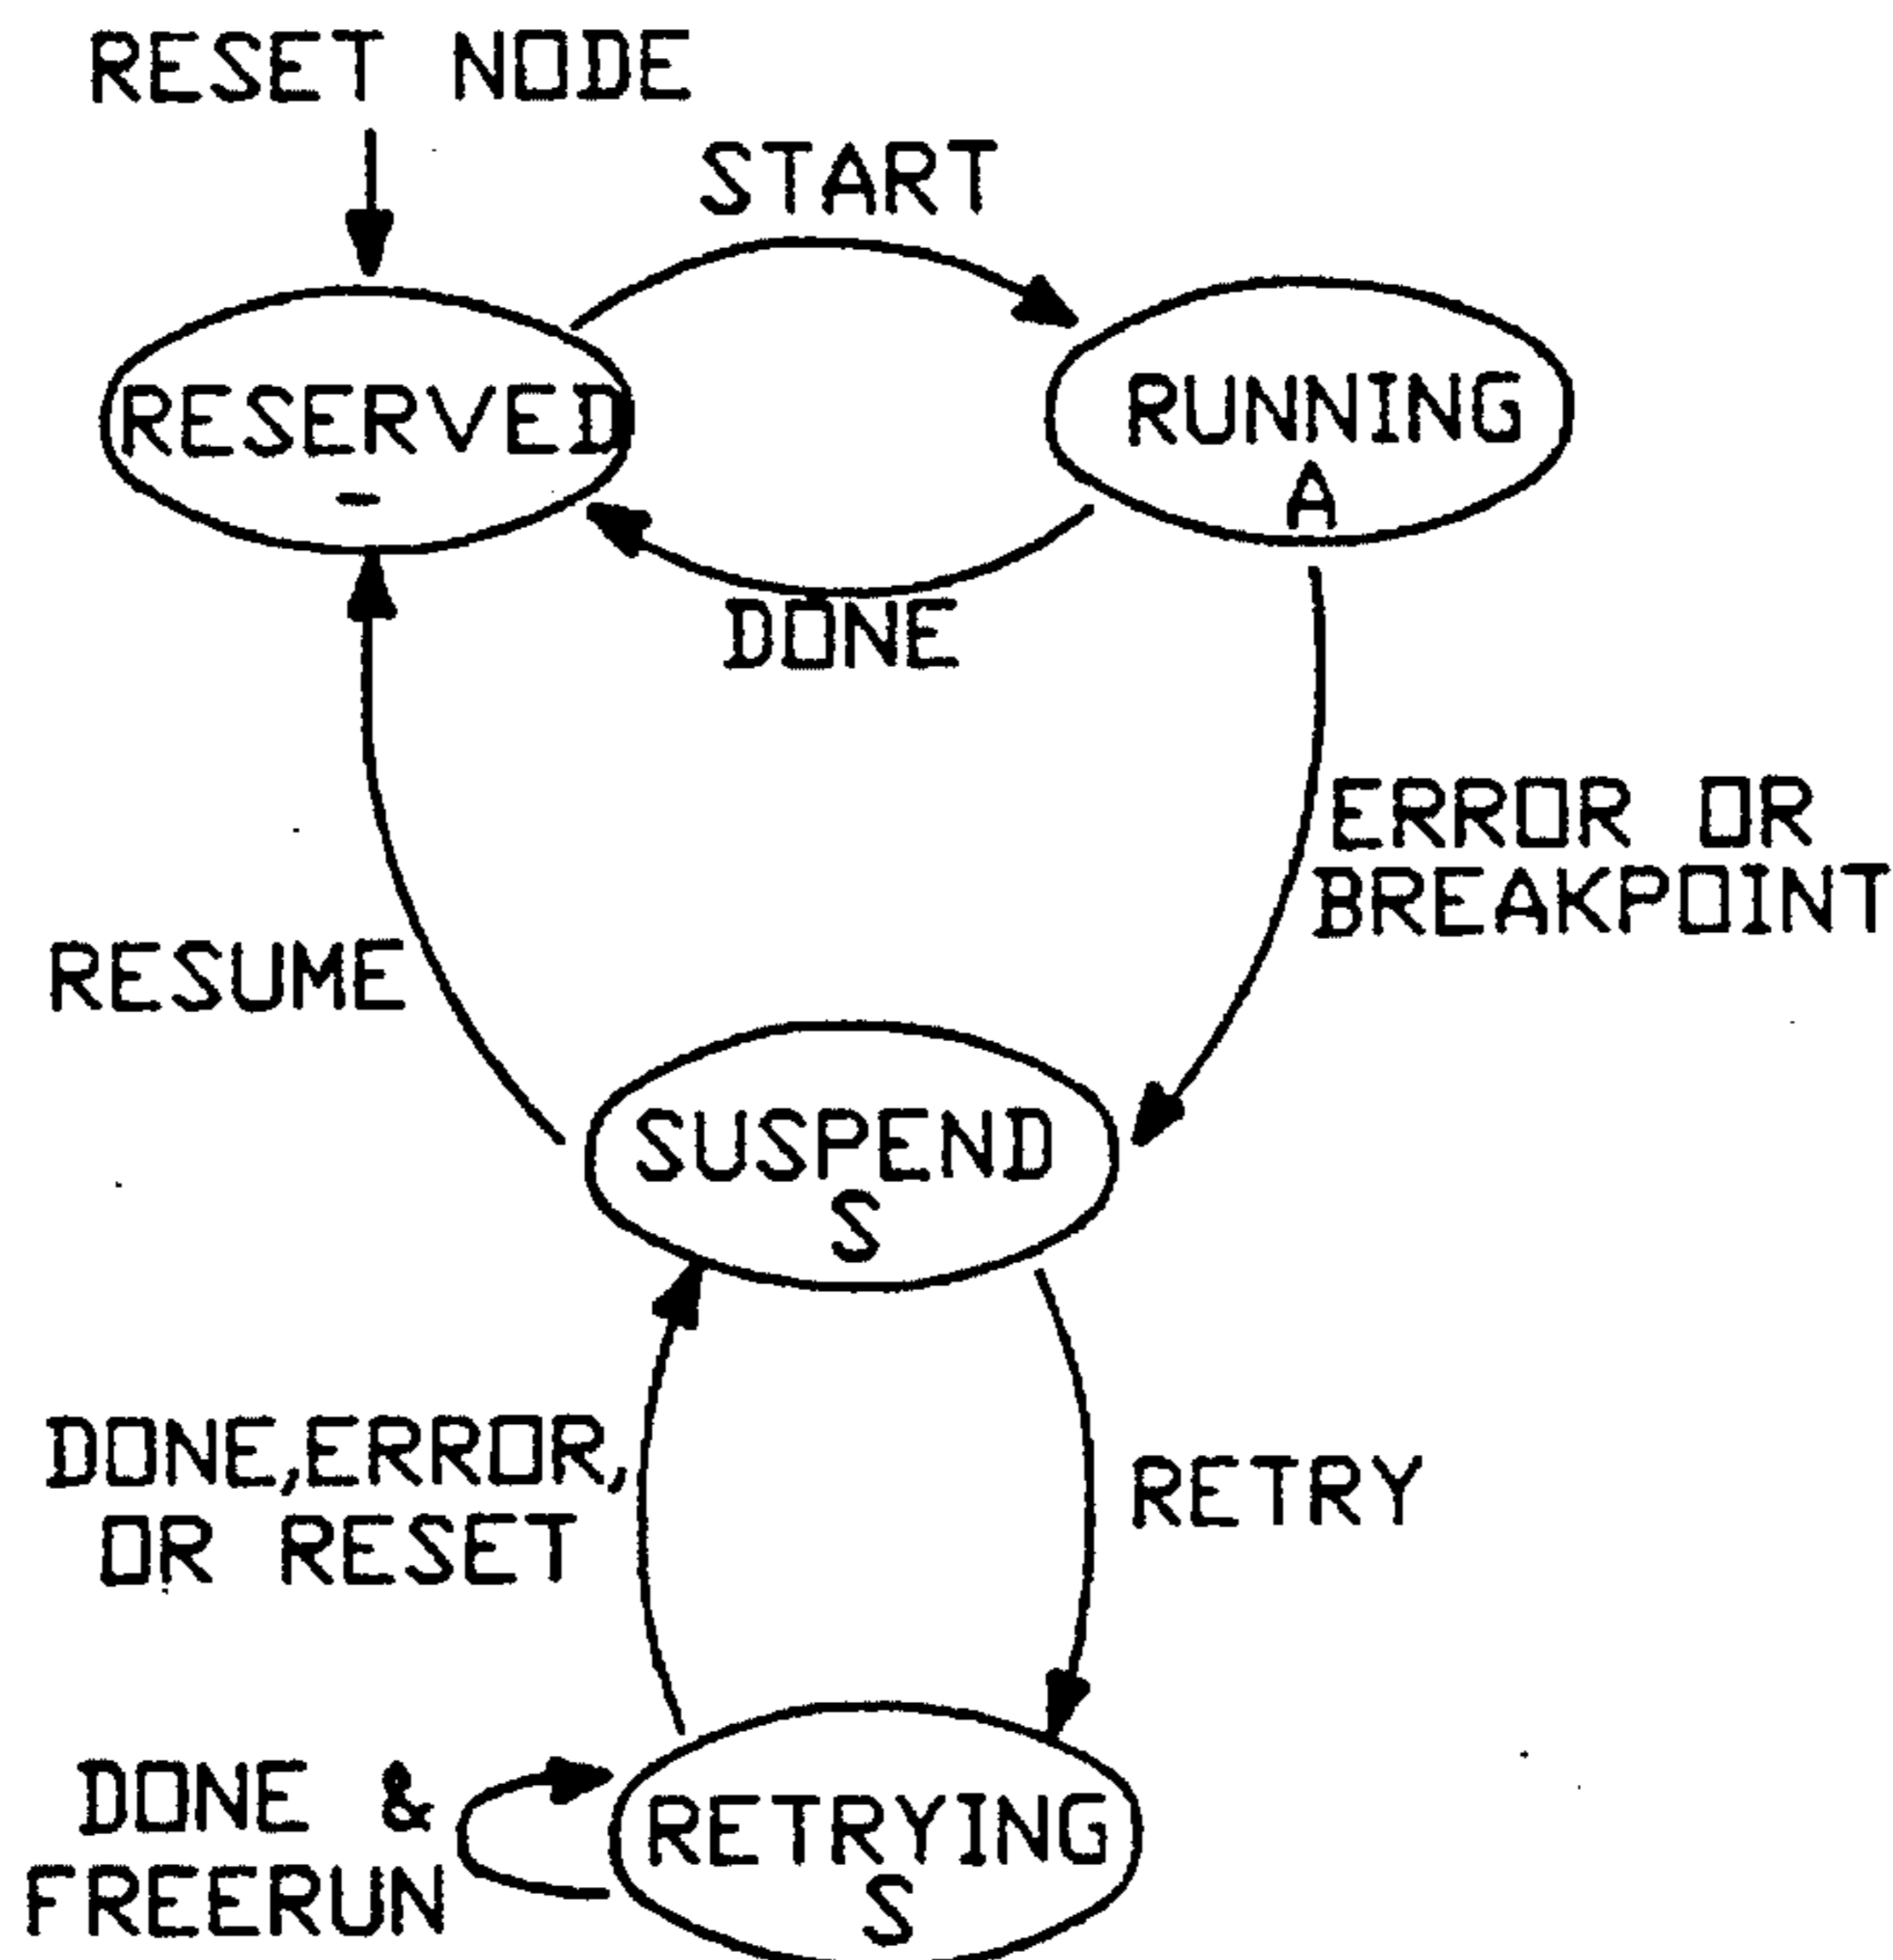 RESET NODE
START
RESERVED
-
RUNNING
A
DONE
ERROR OR
BREAKPOINT
RESUME
SUSPEND
S
DONE,ERROR,
OR RESET
RETRY
DONE &
FREERUN
RETRYING
S